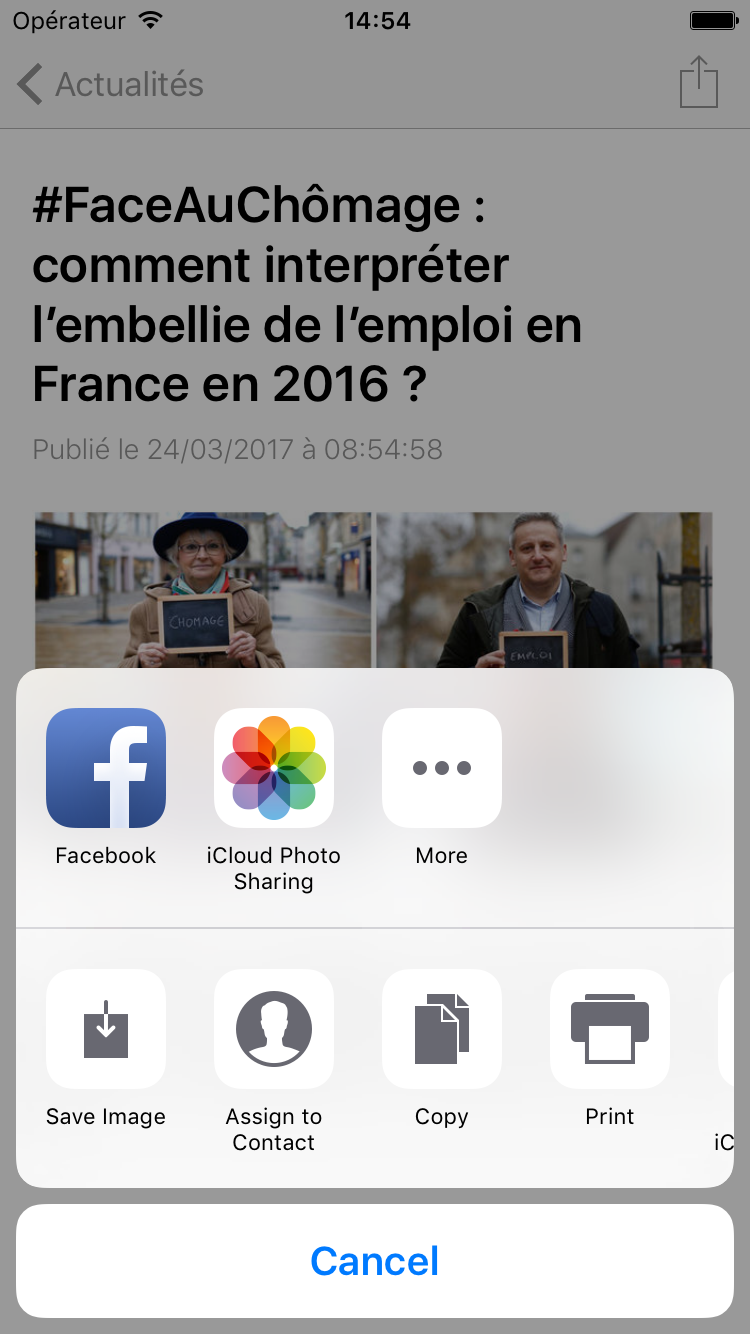 Opérateur 14:54
Actualités
#FaceAuChômage :
comment interpréter
l’embellie de l’emploi en
France en 2016 ?
Publié le 24/03/2017 à 08:54:58
CHOMAGE
EMPLOI
Facebook
iCloud Photo
Sharing
More
Save Image
Assign to
Contact
Copy
Print
iC
Cancel